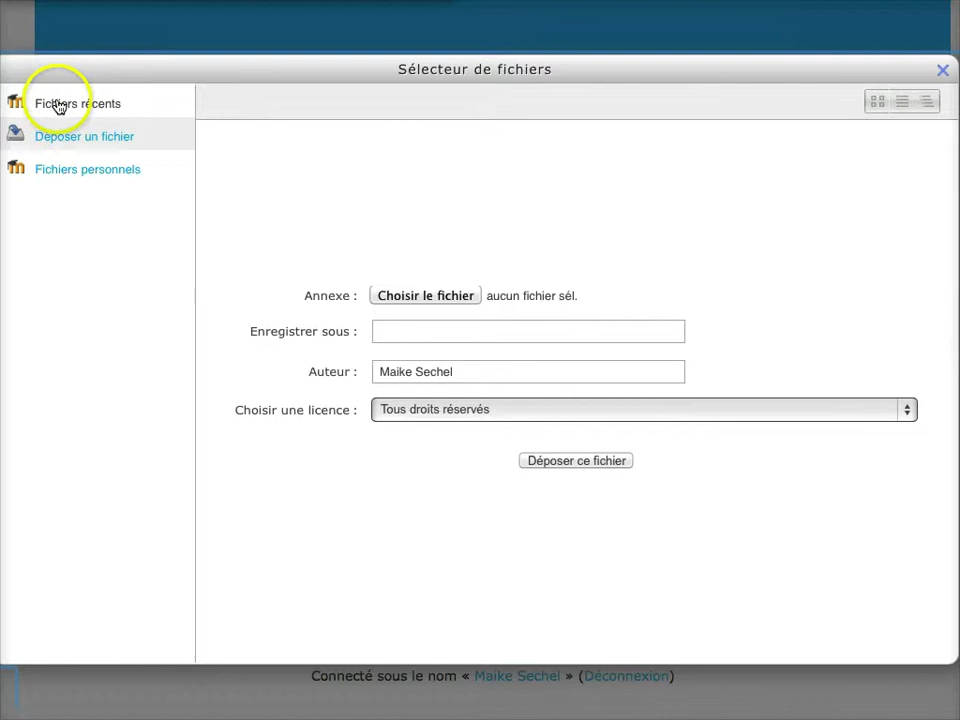 Sélecteur de fichiers
Fichiers récents
Déposer un fichier
Fichiers personnels
Annexe : Choisir le fichier aucun fichier sél.
Enregistrer sous :
Auteur : Maike Sechel
Choisir une licence : Tous droits réservés
Déposer ce fichier
Connecté sous le nom « Maike Sechel » (Déconnexion)